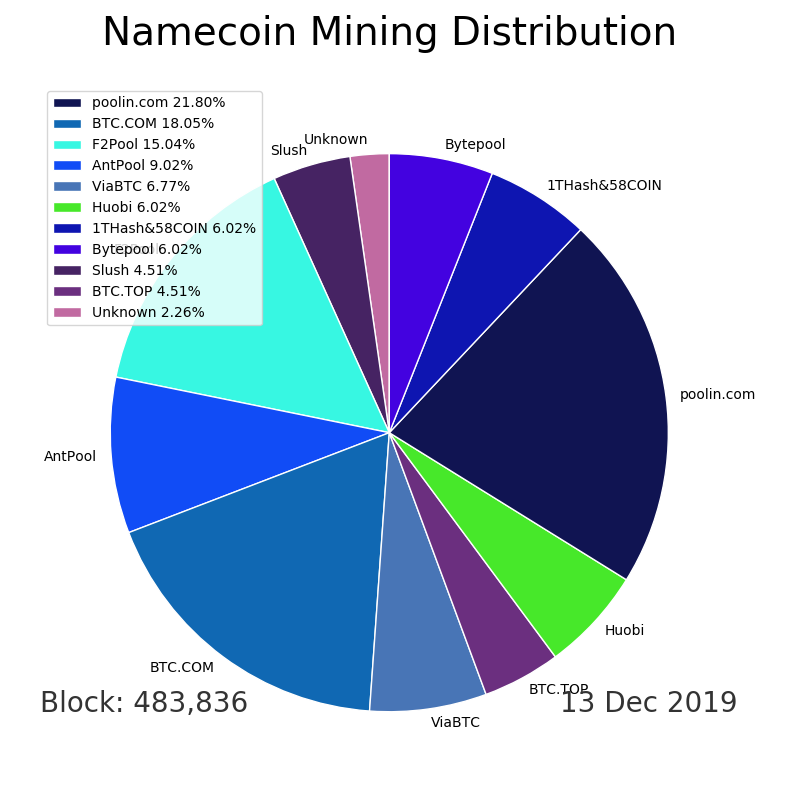 Namecoin Mining Distribution
poolin.com 21.80%
BTC.COM 18.05%
F2Pool 15.04%
AntPool 9.02%
ViaBTC 6.77%
Huobi 6.02%
1THash&58COIN 6.02%
Bytepool 6.02%
Slush 4.51%
BTC.TOP 4.51%
Unknown 2.26%
Unknown
Slush
Bytepool
1THash&58COIN
poolin.com
AntPool
Huobi
BTC.COM
BTC.TOP
ViaBTC
Block: 483,836
13 Dec 2019